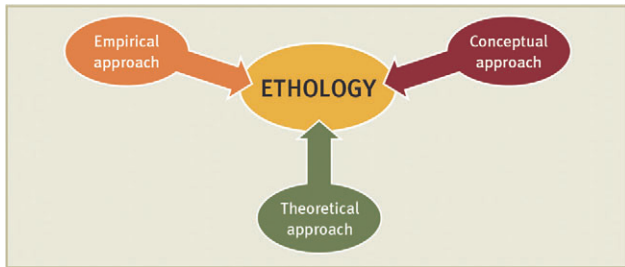 Empirical
approach
Conceptual
approach
ETHOLOGY
Theoretical
approach